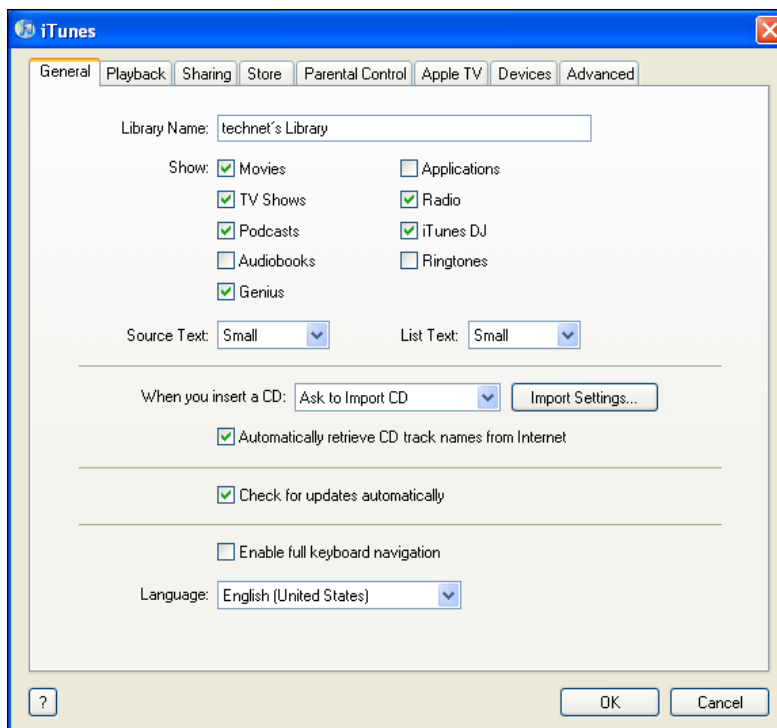 iTunes
General Playback Sharing Store Parental Control Apple TV Devices Advanced
Library Name: technet´s Library
Show: Movies Applications
TV Shows Radio
Podcasts iTunes DJ
Audiobooks Ringtones
Genius
Source Text: Small List Text: Small
When you insert a CD: Ask to Import CD Import Settings...
Automatically retrieve CD track names from Internet
Check for updates automatically
Enable full keyboard navigation
Language: English (United States)
? OK Cancel